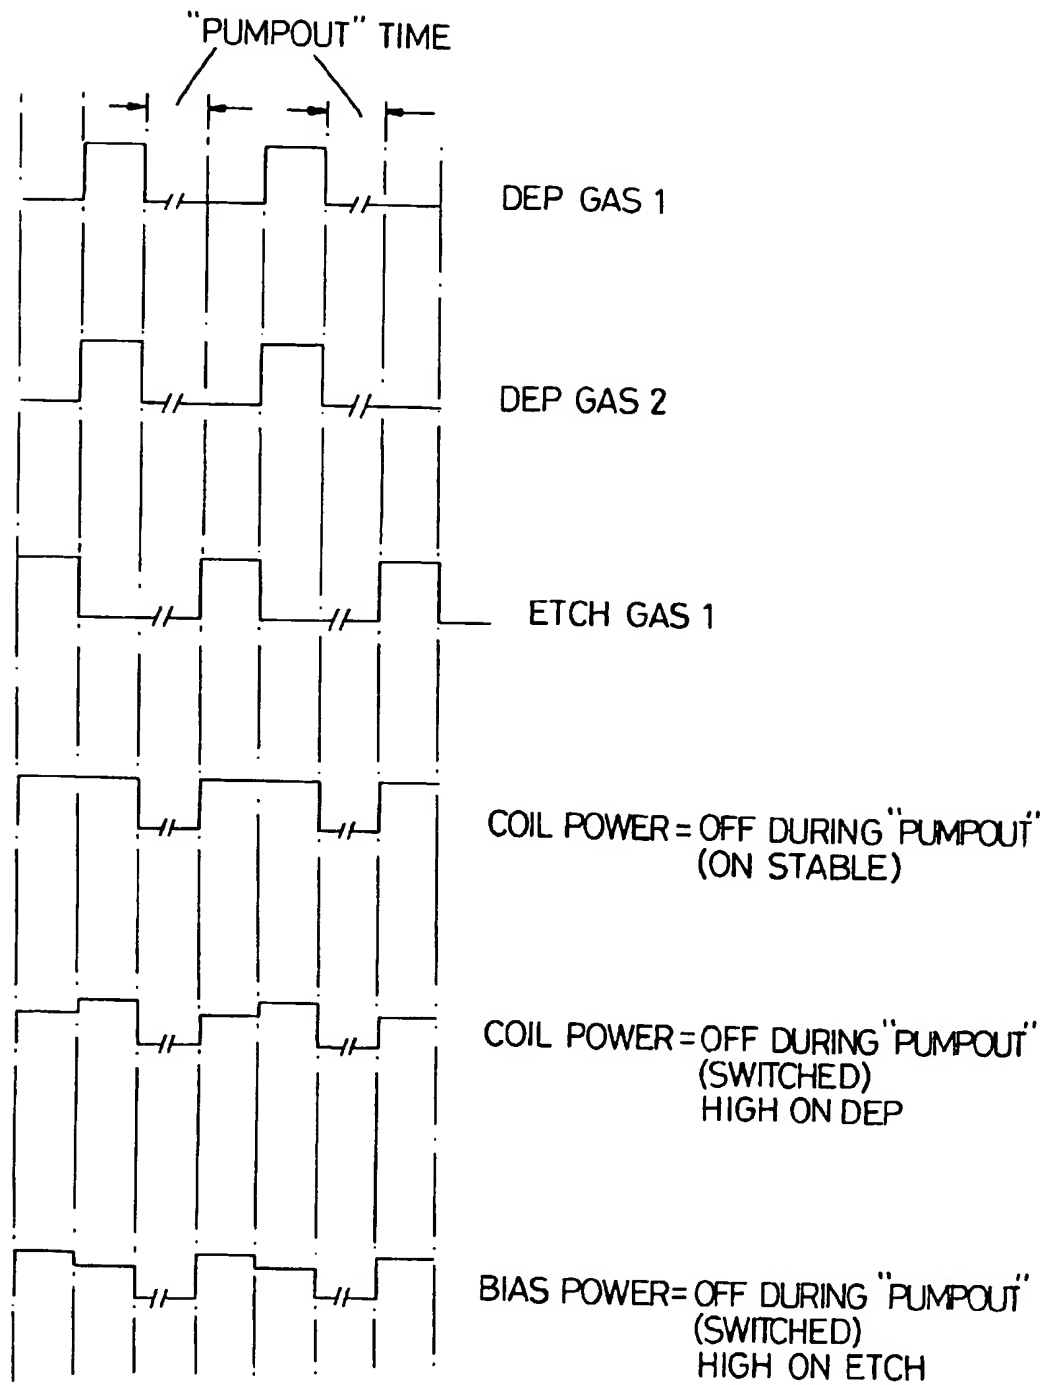 "PUMPOUT" TIME
DEP GAS 1
DEP GAS 2
ETCH GAS 1
COIL POWER = OFF DURING "PUMPOUT"
(ON STABLE)
COIL POWER = OFF DURING "PUMPOUT"
(SWITCHED)
HIGH ON DEP
BIAS POWER = OFF DURING "PUMPOUT"
(SWITCHED)
HIGH ON ETCH